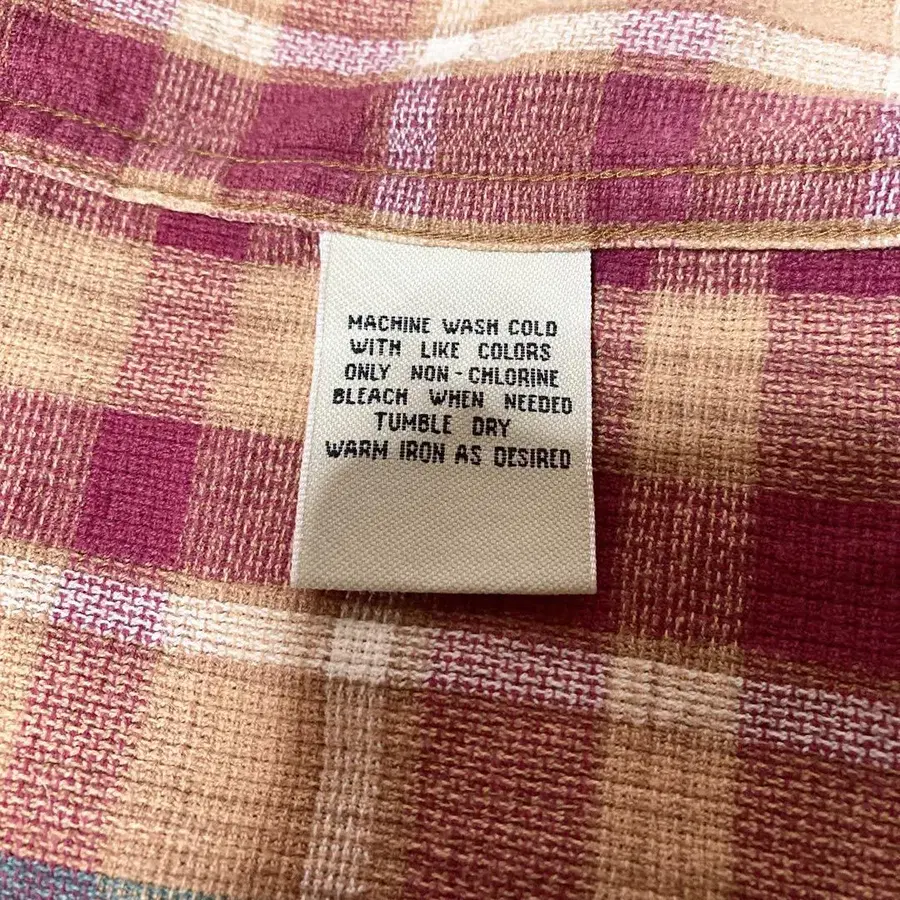 MACHINE WASH COLD
WITH LIKE COLORS
ONLY NON-CHLORINE
BLEACH WHEN NEEDED
TUMBLE DRY
WARM IRON AS DESIRED